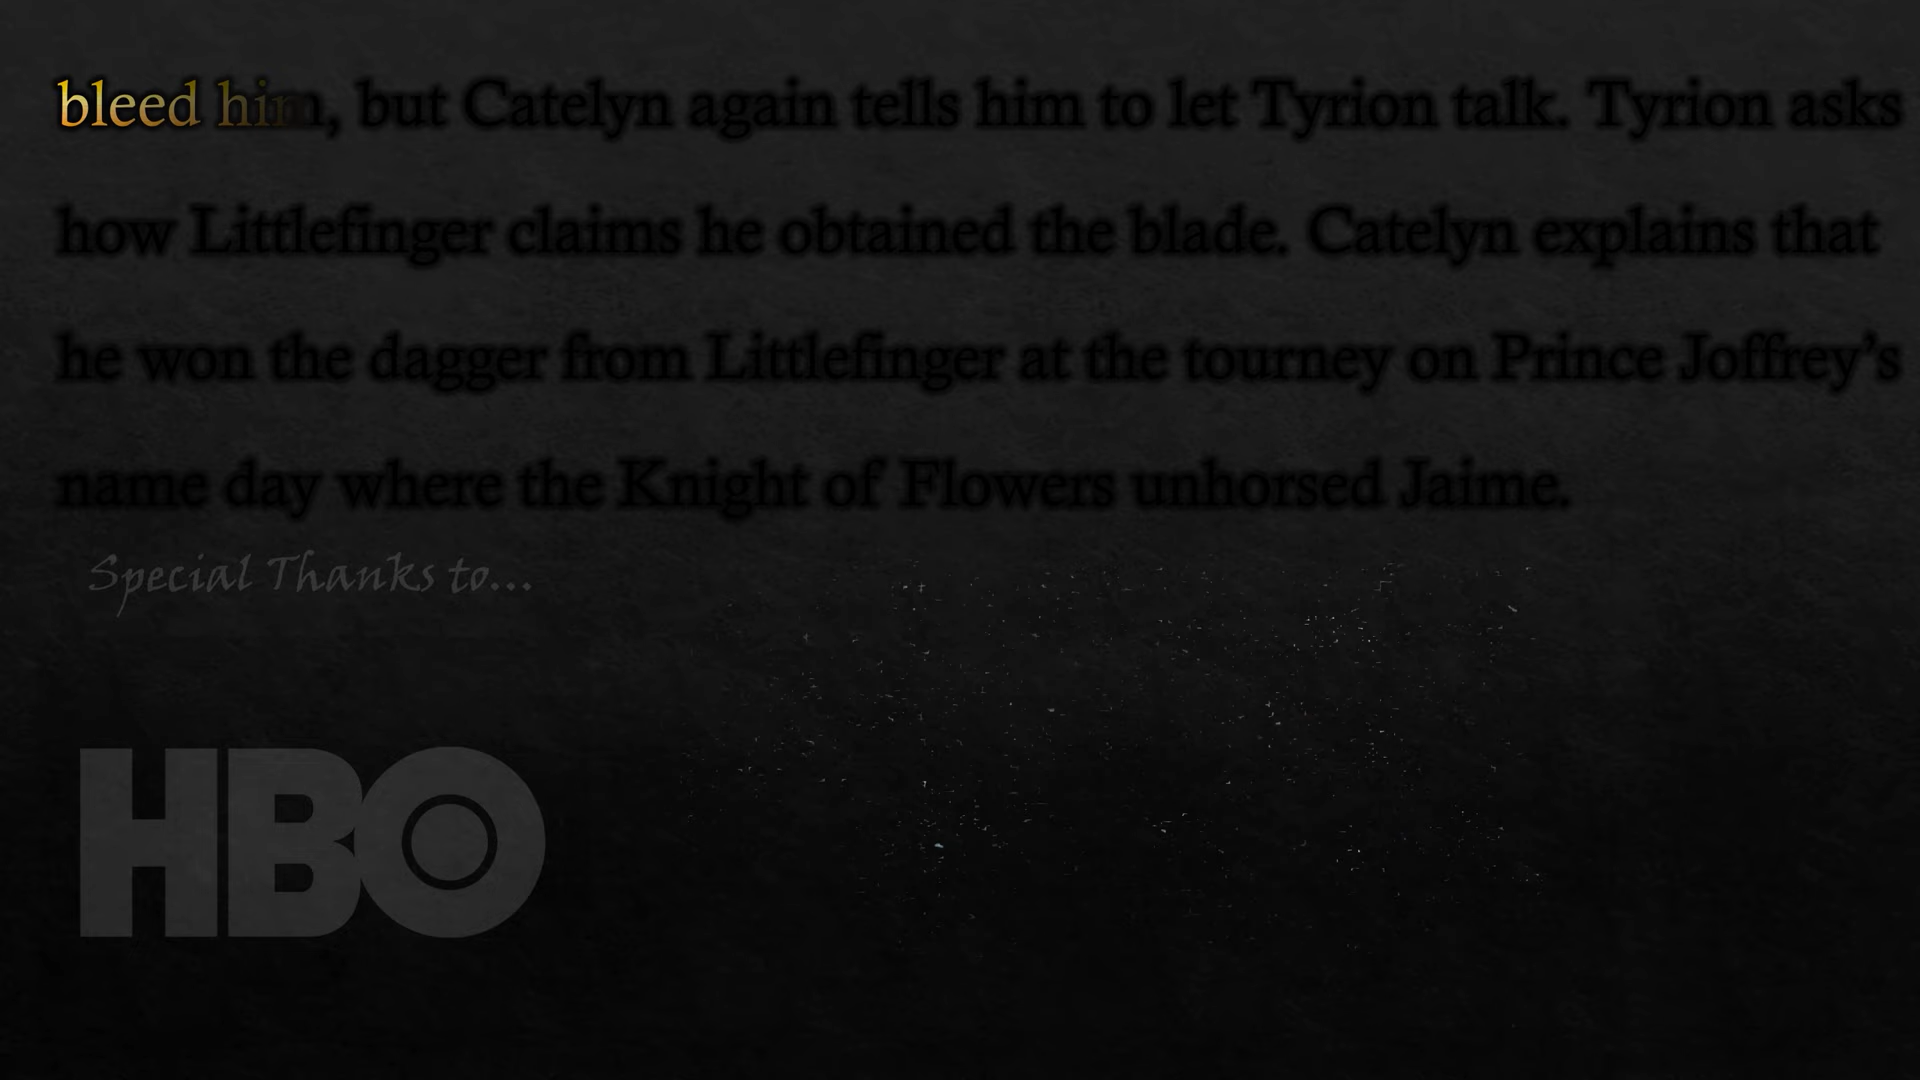 bleed him, but Catelyn again tells him to let Tyrion talk. Tyrion asks
how Littlefinger claims he obtained the blade. Catelyn explains that
he won the dagger from Littlefinger at the tourney on Prince Joffrey’s
name day where the Knight of Flowers unhorsed Jaime.
Special Thanks to...
HBO